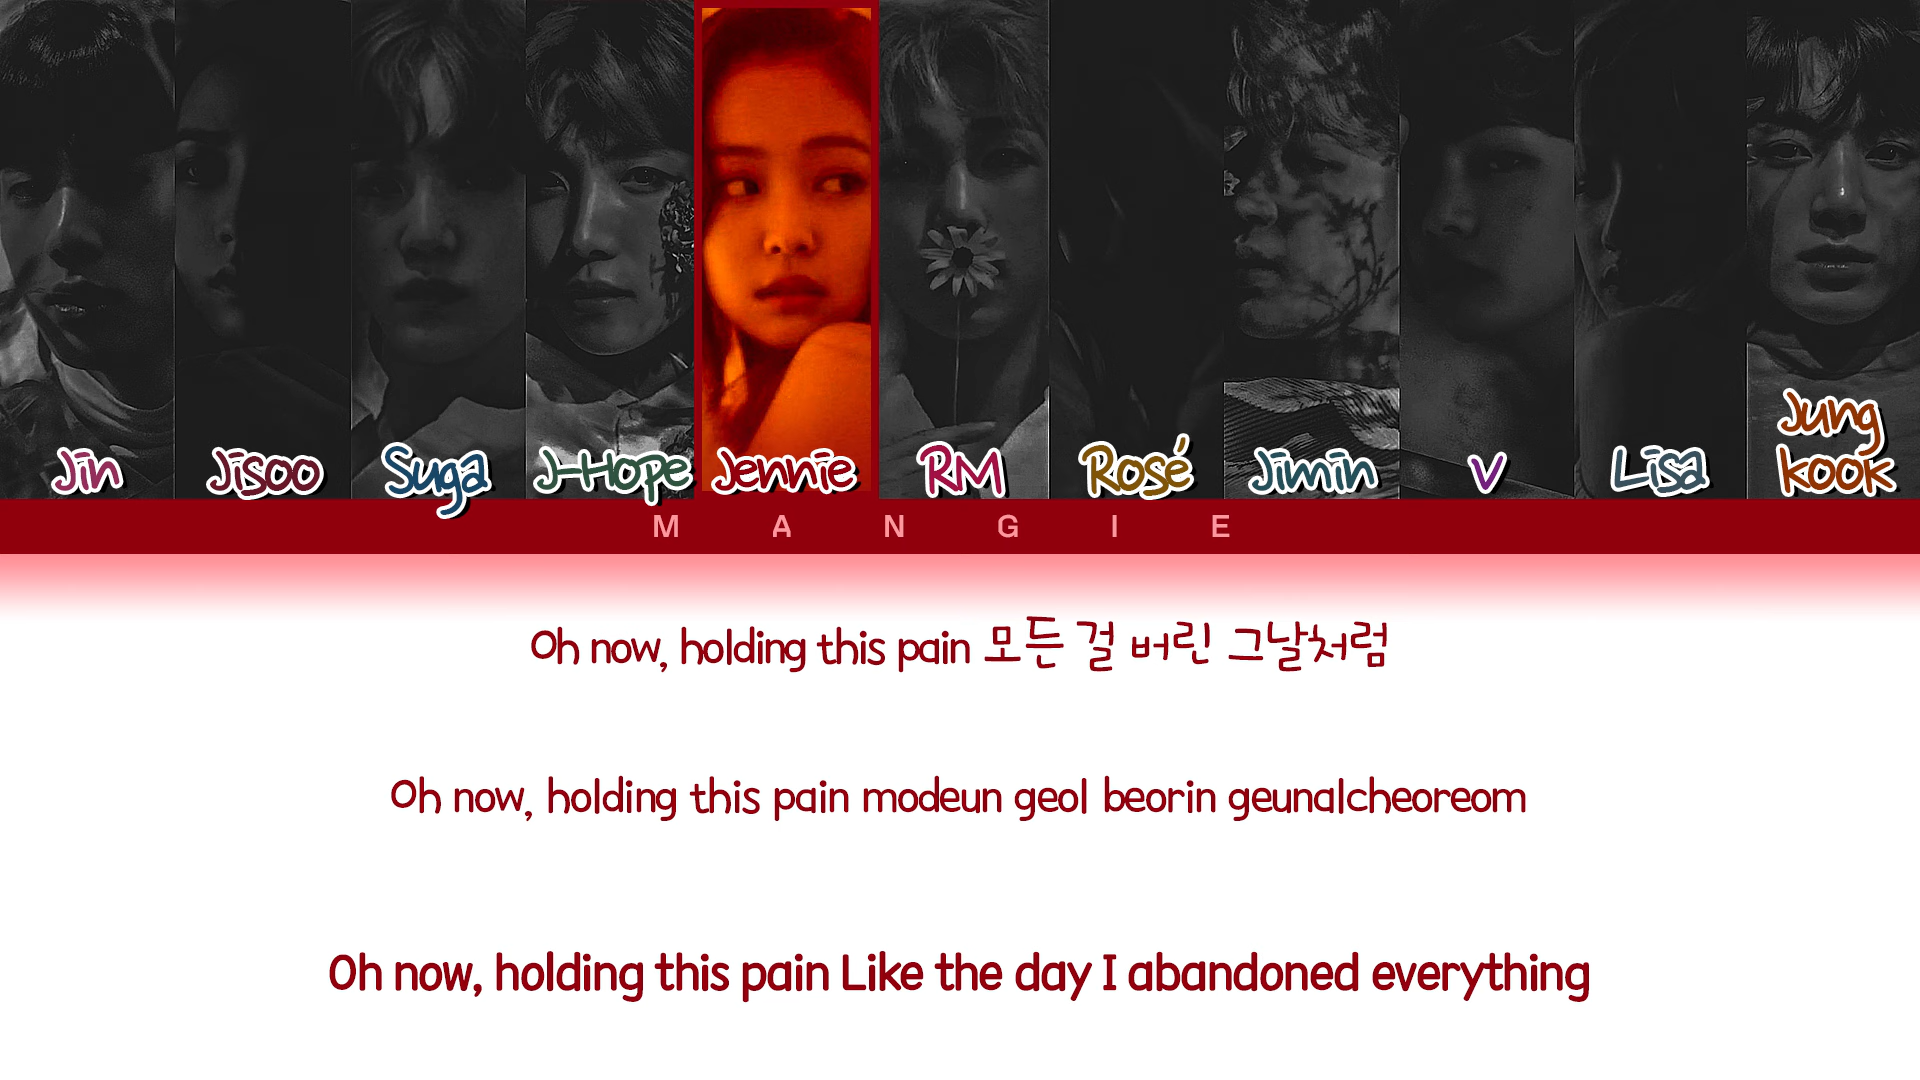 Jin Jisoo Suga J-Hope Jennie RM Rosé Jimin V Lisa Jung kook
MANGIE
Oh now, holding this pain 모든 걸 버린 그날처럼
Oh now, holding this pain modeun geol beorin geunalcheoreom
Oh now, holding this pain Like the day I abandoned everything